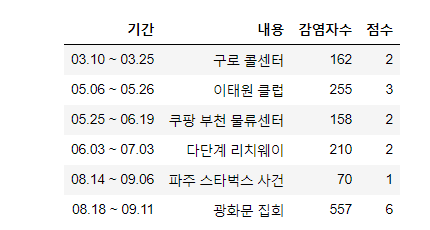 기간 내용 감염자수 점수
03.10 ~ 03.25 구로 콜센터 162 2
05.06 ~ 05.26 이태원 클럽 255 3
05.25 ~ 06.19 쿠팡 부천 물류센터 158 2
06.03 ~ 07.03 다단계 리치웨이 210 2
08.14 ~ 09.06 파주 스타벅스 사건 70 1
08.18 ~ 09.11 광화문 집회 557 6